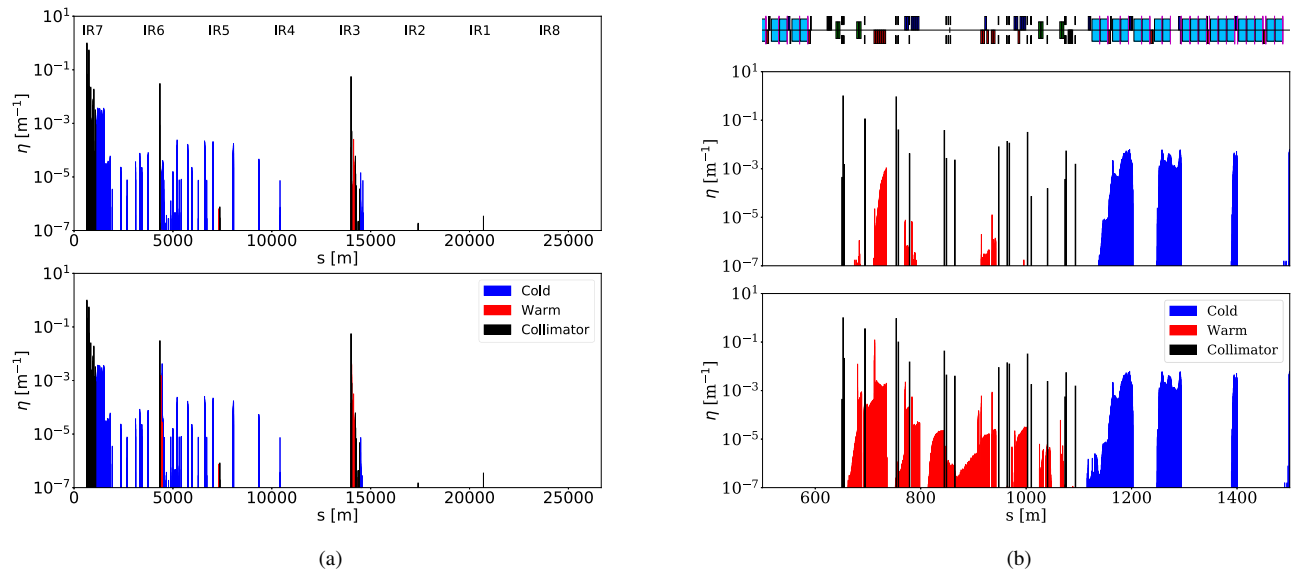 IR7 IR6 IR5 IR4 IR3 IR2 IR1 IR8
10^1
10^-1
10^-3
10^-5
10^-7
η [m^-1]
0 5000 10000 15000 20000 25000
s [m]
10^1
10^-1
10^-3
10^-5
10^-7
η [m^-1]
Cold
Warm
Collimator
0 5000 10000 15000 20000 25000
s [m]
(a)
10^1
10^-1
10^-3
10^-5
10^-7
η [m^-1]
10^1
10^-1
10^-3
10^-5
10^-7
η [m^-1]
Cold
Warm
Collimator
600 800 1000 1200 1400
s [m]
(b)